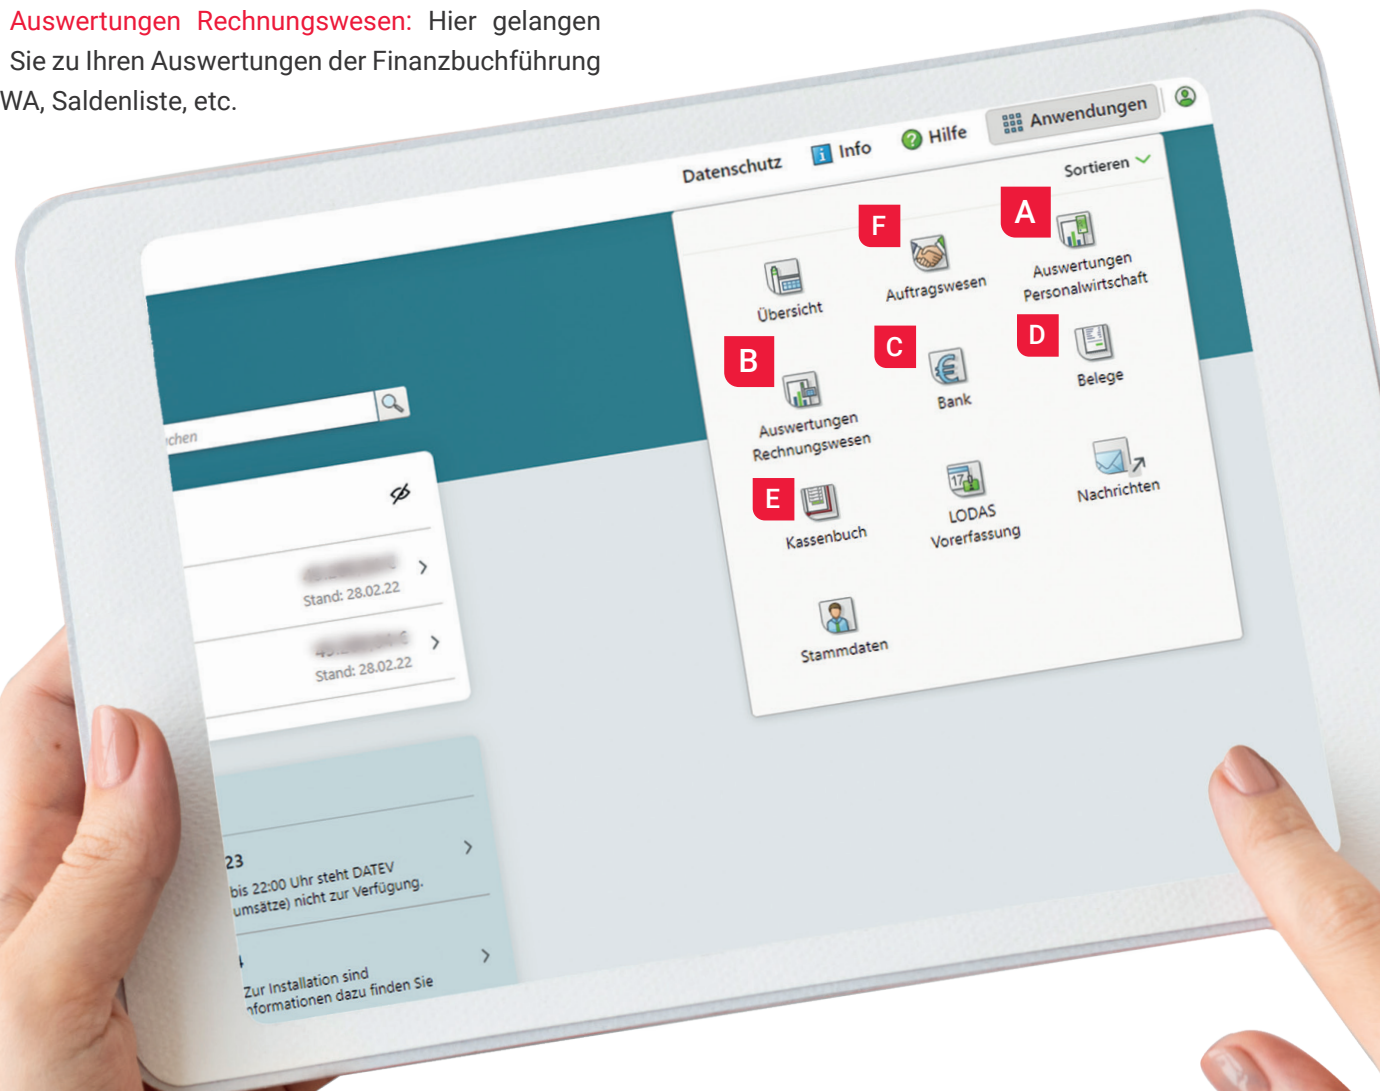 Auswertungen Rechnungswesen: Hier gelangen
Sie zu Ihren Auswertungen der Finanzbuchführung
WA, Saldenliste, etc.
Datenschutz
Info
Hilfe
Anwendungen
Sortieren
Übersicht
F
Auftragswesen
A
Auswertungen
Personalwirtschaft
B
Auswertungen
Rechnungswesen
C
Bank
D
Belege
E
Kassenbuch
LODAS
Vorerfassung
Nachrichten
Stammdaten
chen
Stand: 28.02.22
Stand: 28.02.22
23
bis 22:00 Uhr steht DATEV
umsätze) nicht zur Verfügung.
Zur Installation sind
nformationen dazu finden Sie